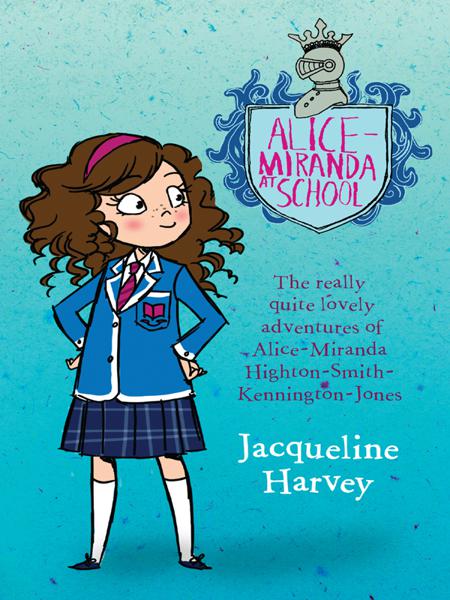 ALICE-
MIRANDA
AT SCHOOL
The really
quite lovely
adventures of
Alice-Miranda
Highton-Smith-
Kennington-Jones
Jacqueline
Harvey